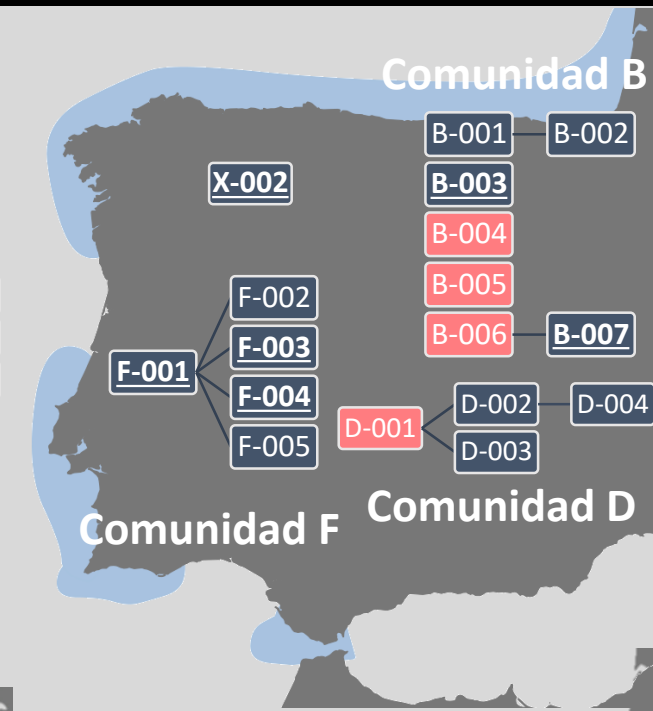 Comunidad B
B-001 B-002
X-002 B-003
B-004
F-002 B-005
F-003 B-006 B-007
F-001
F-004 D-002 D-004
D-001
F-005 D-003
Comunidad D
Comunidad F